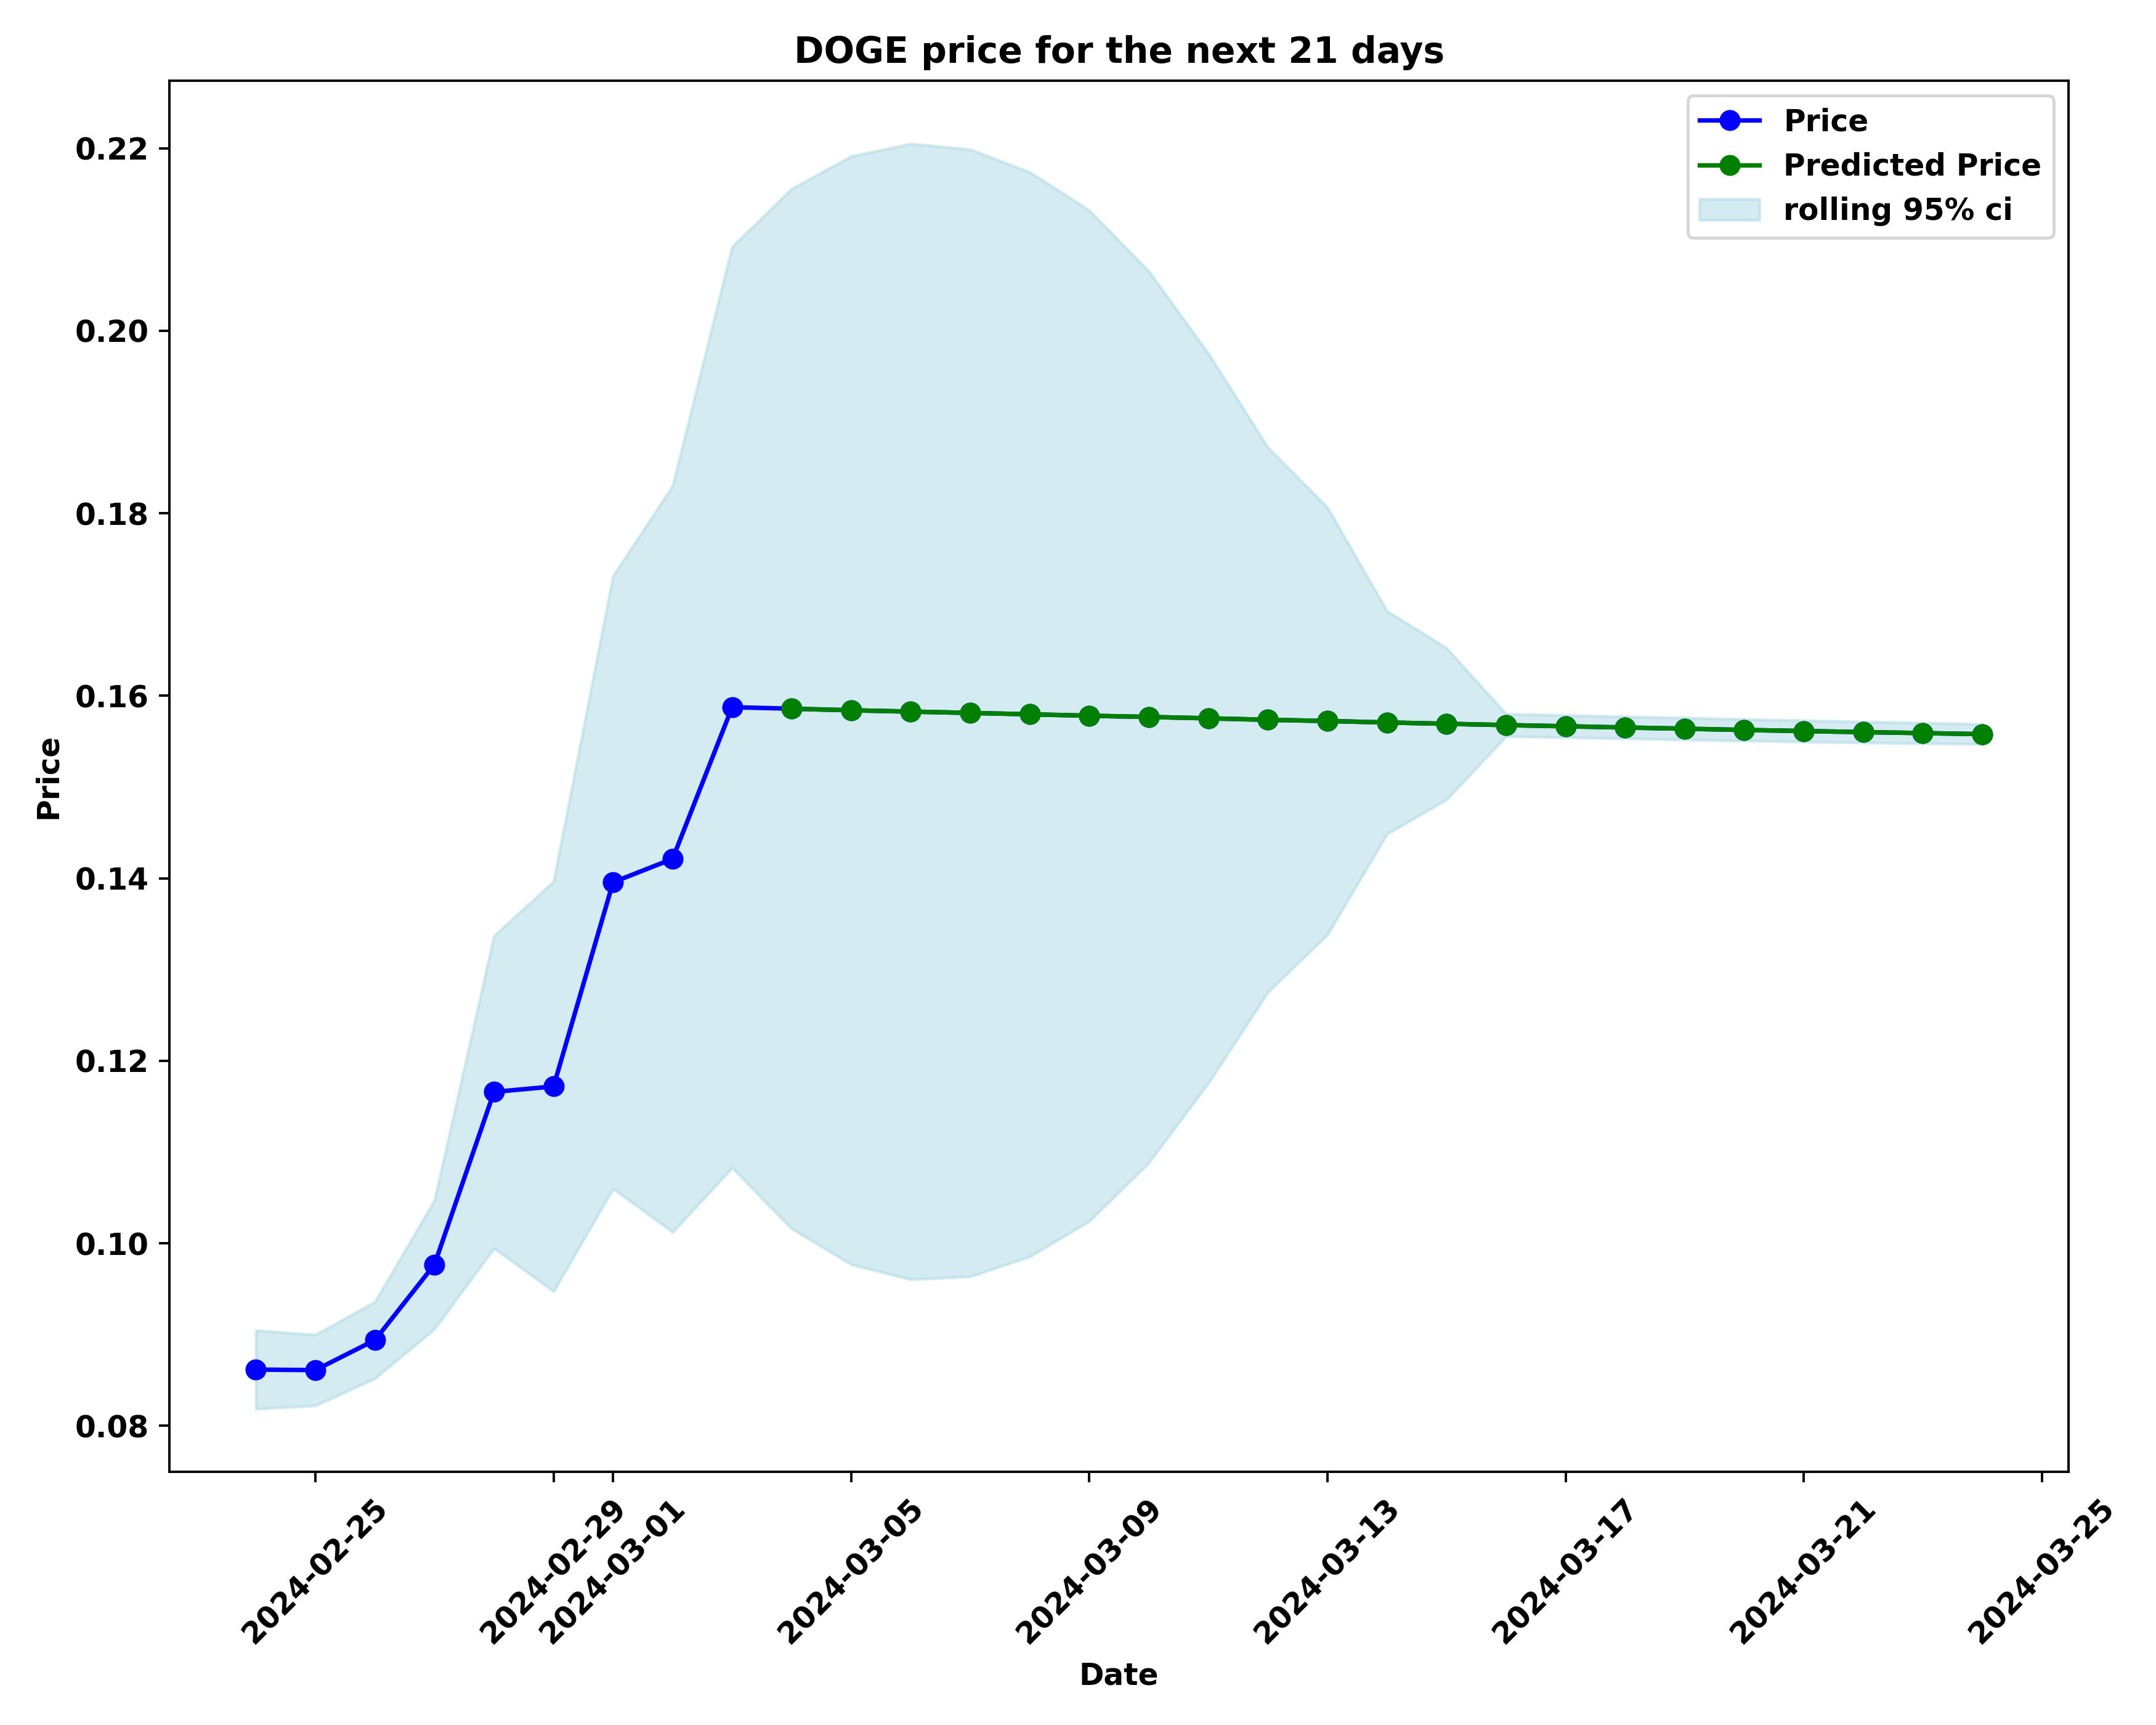 DOGE price for the next 21 days
Price
Predicted Price
rolling 95% ci
0.22
0.20
0.18
0.16
0.14
0.12
0.10
0.08
Price
2024-02-25
2024-02-29
2024-03-01
2024-03-05
2024-03-09
2024-03-13
2024-03-17
2024-03-21
2024-03-25
Date